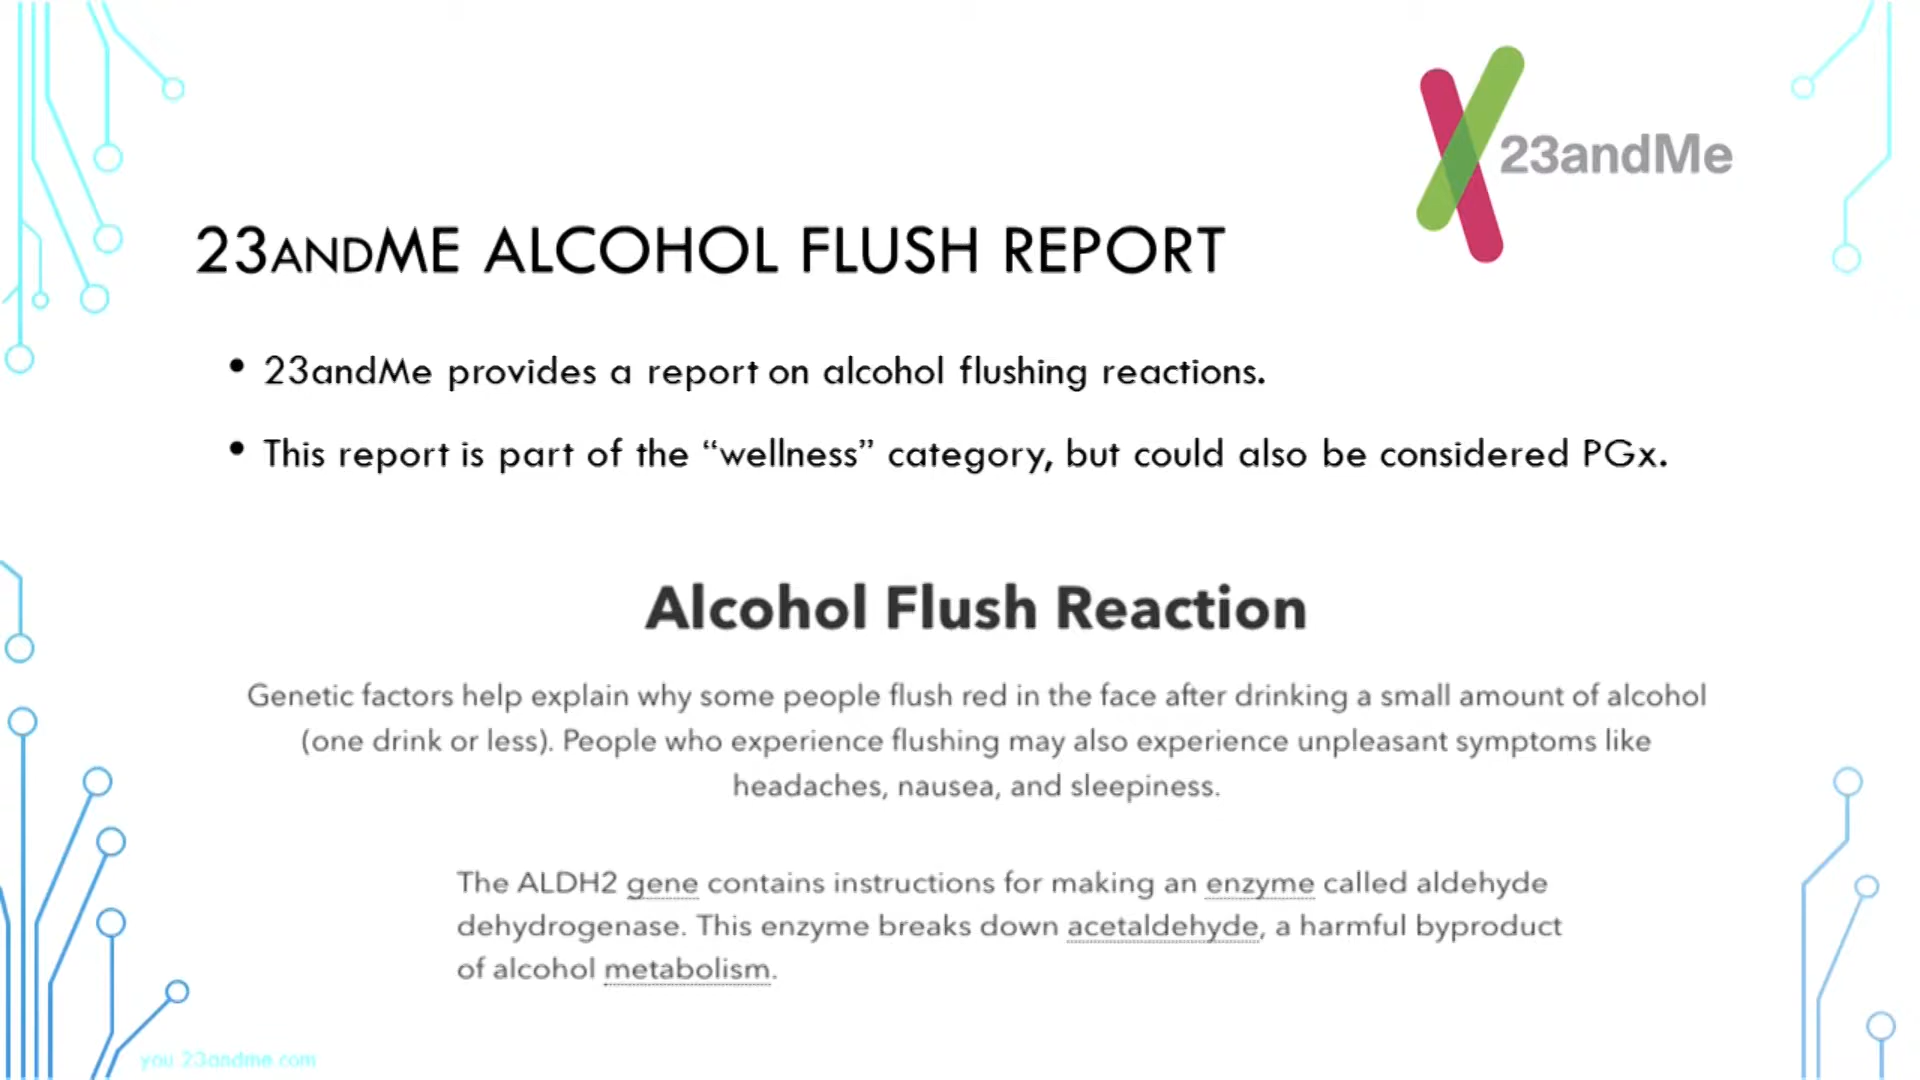 23andMe
23ANDME ALCOHOL FLUSH REPORT
• 23andMe provides a report on alcohol flushing reactions.
• This report is part of the “wellness” category, but could also be considered PGx.
Alcohol Flush Reaction
Genetic factors help explain why some people flush red in the face after drinking a small amount of alcohol
(one drink or less). People who experience flushing may also experience unpleasant symptoms like
headaches, nausea, and sleepiness.
The ALDH2 gene contains instructions for making an enzyme called aldehyde
dehydrogenase. This enzyme breaks down acetaldehyde, a harmful byproduct
of alcohol metabolism.
you.23andme.com